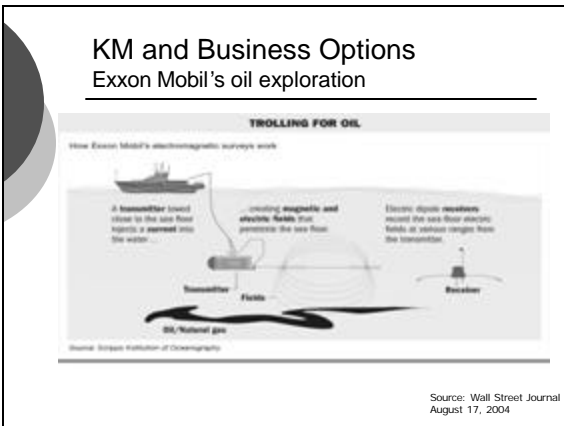 KM and Business Options
Exxon Mobil's oil exploration
TROLLING FOR OIL
How Exxon Mobil's electromagnetic surveys work
A transmitter towed
close to the sea floor
injects a current into
the water ...
... creating magnetic and
electric fields that
penetrate the sea floor.
Electric dipole receivers
record the sea floor electric
fields at various ranges from
the transmitter.
Transmitter
Fields
Receiver
Oil/Natural gas
Source: Scripps Institution of Oceanography
Source: Wall Street Journal
August 17, 2004